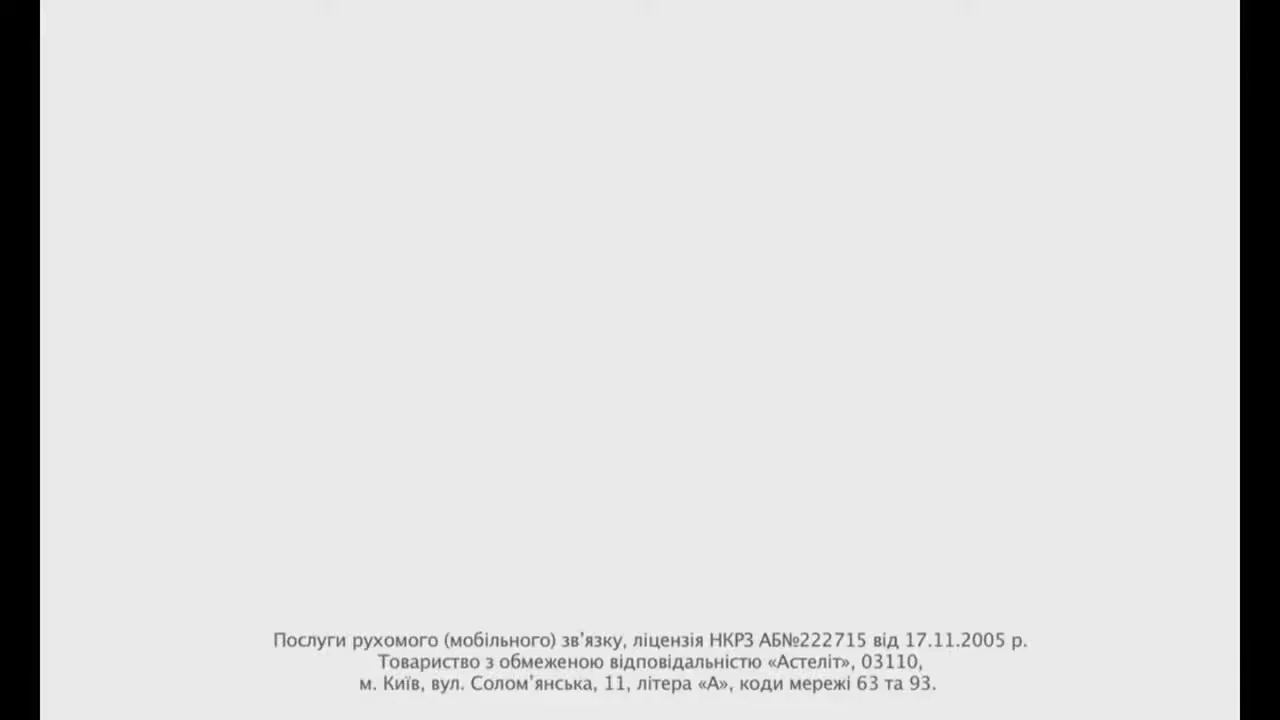 Послуги рухомого (мобільного) зв’язку, ліцензія НКРЗ АБ№222715 від 17.11.2005 р.
Товариство з обмеженою відповідальністю «Астеліт», 03110,
м. Київ, вул. Солом’янська, 11, літера «А», коди мережі 63 та 93.